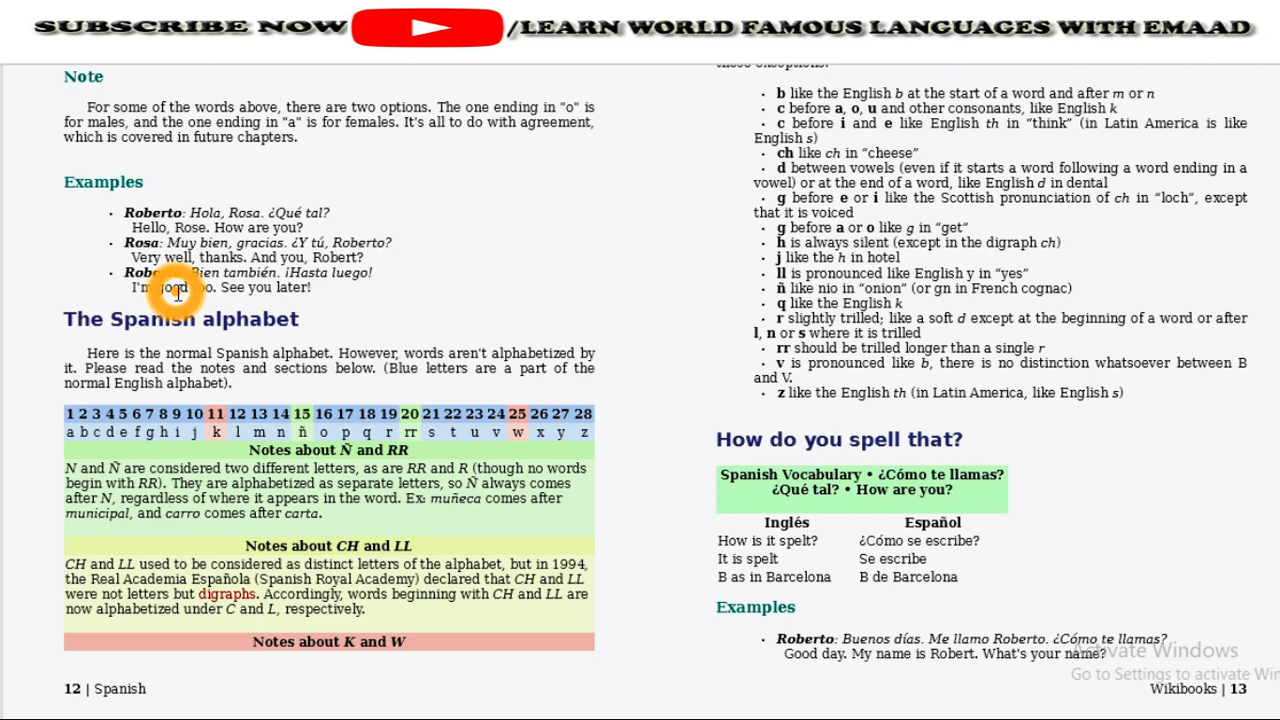 SUBSCRIBE NOW /LEARN WORLD FAMOUS LANGUAGES WITH EMAAD
Note
For some of the words above, there are two options. The one ending in "o" is
for males, and the one ending in "a" is for females. It's all to do with agreement,
which is covered in future chapters.
Examples
• Roberto: Hola, Rosa. ¿Qué tal?
Hello, Rose. How are you?
• Rosa: Muy bien, gracias. ¿Y tú, Roberto?
Very well, thanks. And you, Robert?
• Bien también. ¡Hasta luego!
I'm good too. See you later!
The Spanish alphabet
Here is the normal Spanish alphabet. However, words aren't alphabetized by
it. Please read the notes and sections below. (Blue letters are a part of the
normal English alphabet).
1 2 3 4 5 6 7 8 9 10 11 12 13 14 15 16 17 18 19 20 21 22 23 24 25 26 27 28
a b c d e f g h i j k l m n ñ o p q r rr s t u v w x y z
Notes about Ñ and RR
N and Ñ are considered two different letters, as are RR and R (though no words
begin with RR). They are alphabetized as separate letters, so Ñ always comes
after N, regardless of where it appears in the word. Ex: muñeca comes after
municipal, and carro comes after carta.
Notes about CH and LL
CH and LL used to be considered as distinct letters of the alphabet, but in 1994,
the Real Academia Española (Spanish Royal Academy) declared that CH and LL
were not letters but digraphs. Accordingly, words beginning with CH and LL are
now alphabetized under C and L, respectively.
Notes about K and W
12 | Spanish
• b like the English b at the start of a word and after m or n
• c before a, o, u and other consonants, like English k
• c before i and e like English th in “think” (in Latin America is like
English s)
• ch like ch in “cheese”
• d between vowels (even if it starts a word following a word ending in a
vowel) or at the end of a word, like English d in dental
• g before e or i like the Scottish pronunciation of ch in “loch”, except
that it is voiced
• g before a or o like g in “get”
• h is always silent (except in the digraph ch)
• j like the h in hotel
• ll is pronounced like English y in “yes”
• ñ like nio in “onion” (or gn in French cognac)
• q like the English k
• r slightly trilled; like a soft d except at the beginning of a word or after
l, n or s where it is trilled
• rr should be trilled longer than a single r
• v is pronounced like b, there is no distinction whatsoever between B
and V.
• z like the English th (in Latin America, like English s)
How do you spell that?
Spanish Vocabulary • ¿Cómo te llamas?
¿Qué tal? • How are you?
Inglés Español
How is it spelt? ¿Cómo se escribe?
It is spelt Se escribe
B as in Barcelona B de Barcelona
Examples
• Roberto: Buenos días. Me llamo Roberto. ¿Cómo te llamas?
Good day. My name is Robert. What's your name?
Activate Windows
Go to Settings to activate Win
Wikibooks | 13